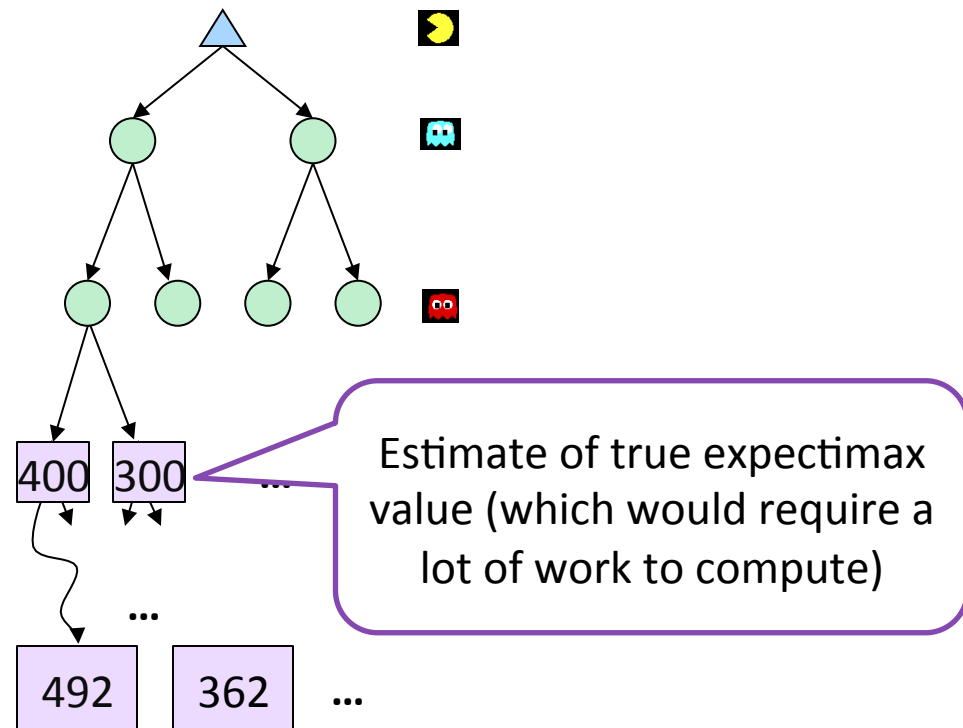 400 300 ...
Estimate of true expectimax
value (which would require a
lot of work to compute)
...
492 362 ...